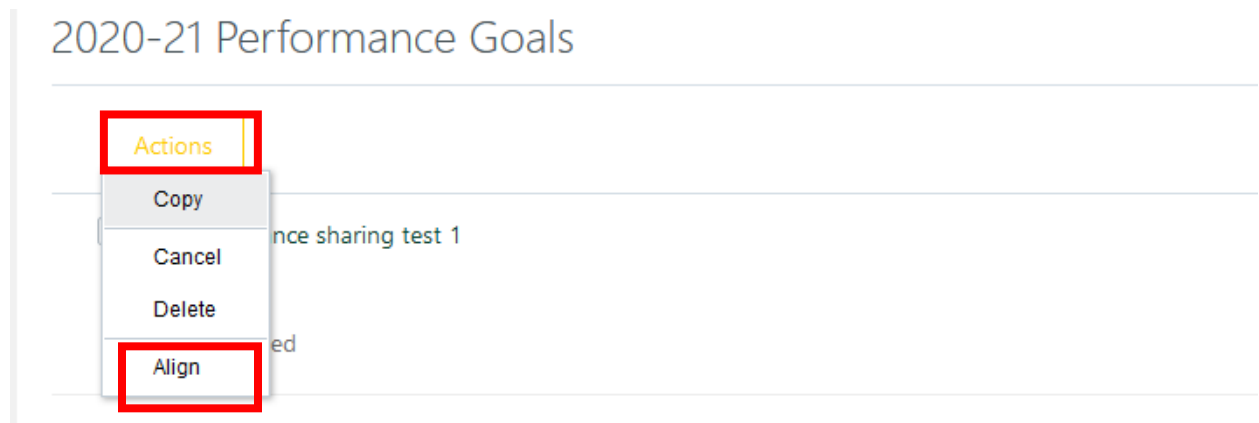 2020-21 Performance Goals
Actions
Copy
nce sharing test 1
Cancel
Delete
ed
Align